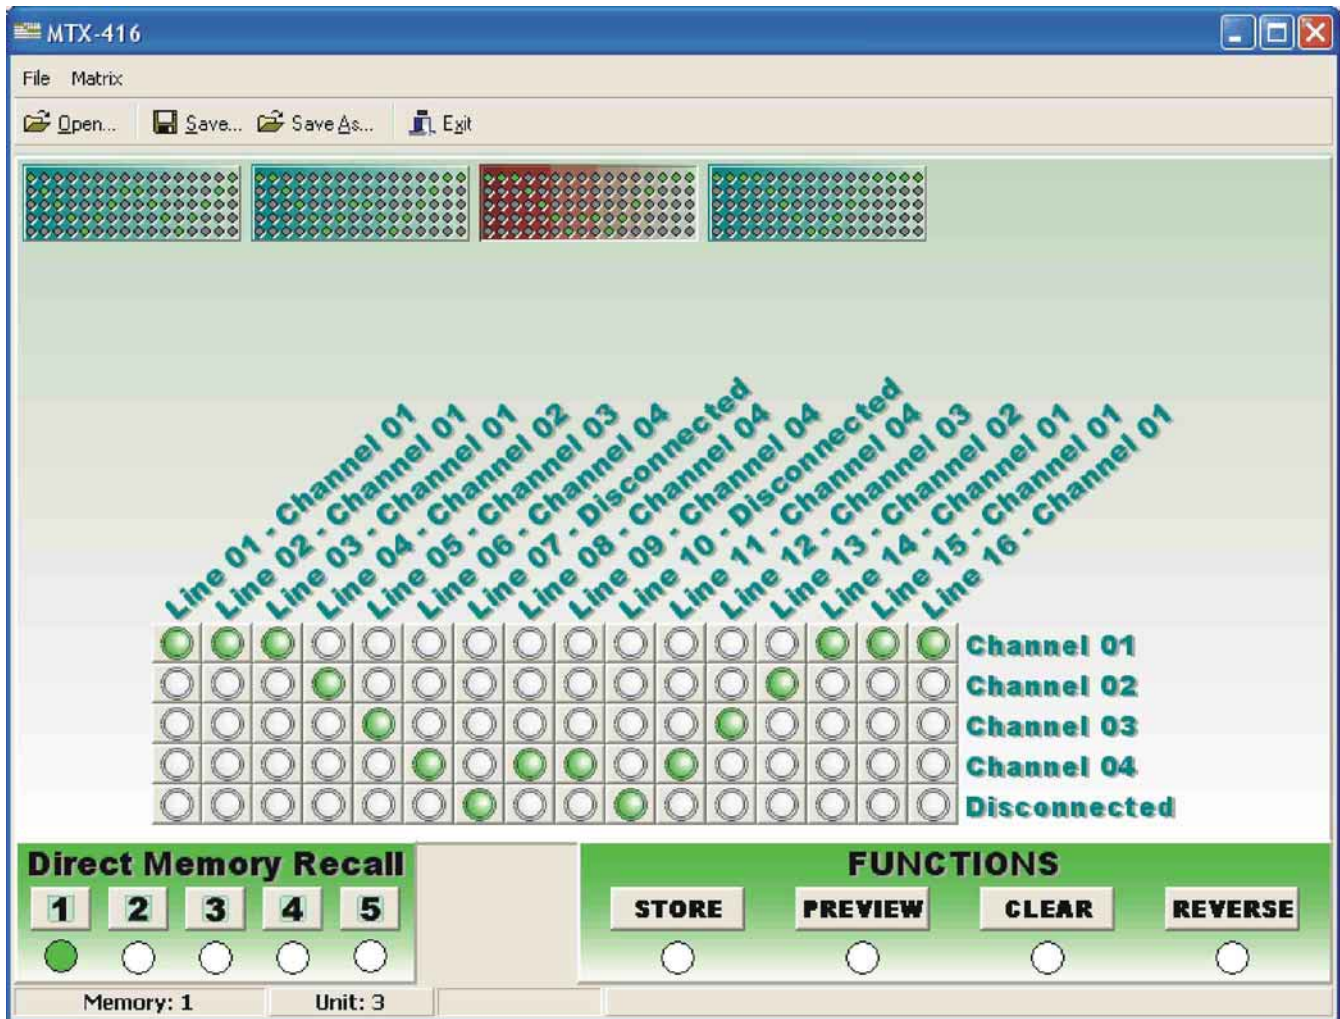 MTX-416
File Matrix
Open... Save... Save As... Exit
Line 01 - Channel 01
Line 02 - Channel 01
Line 03 - Channel 01
Line 04 - Channel 02
Line 05 - Channel 03
Line 06 - Channel 04
Line 07 - Disconnected
Line 08 - Channel 04
Line 09 - Channel 04
Line 10 - Disconnected
Line 11 - Channel 04
Line 12 - Channel 03
Line 13 - Channel 02
Line 14 - Channel 01
Line 15 - Channel 01
Line 16 - Channel 01
Channel 01
Channel 02
Channel 03
Channel 04
Disconnected
Direct Memory Recall
1 2 3 4 5
FUNCTIONS
STORE PREVIEW CLEAR REVERSE
Memory: 1 Unit: 3